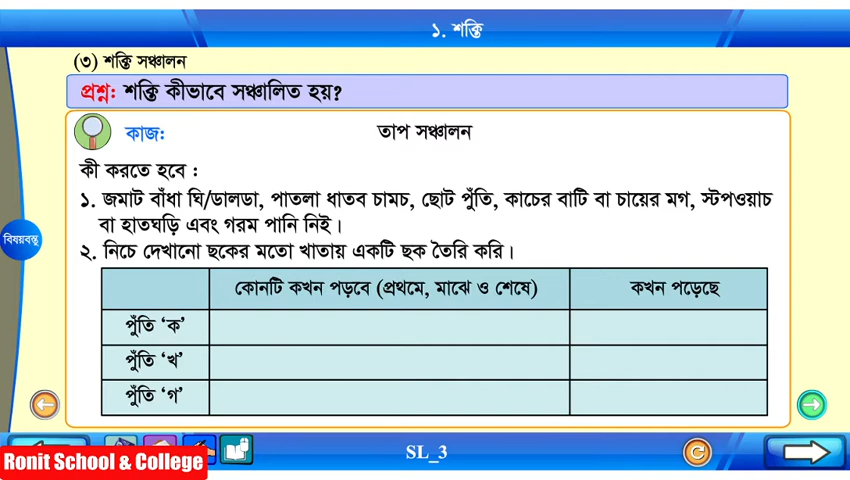 ১. শক্তি
(৩) শক্তি সঞ্চালন
প্রশ্ন: শক্তি কীভাবে সঞ্চালিত হয়?
কাজ: তাপ সঞ্চালন
কী করতে হবে :
১. জমাট বাঁধা ঘি/ডালডা, পাতলা ধাতব চামচ, ছোট পুঁতি, কাচের বাটি বা চায়ের মগ, স্টপওয়াচ
বা হাতঘড়ি এবং গরম পানি নিই।
২. নিচে দেখানো ছকের মতো খাতায় একটি ছক তৈরি করি।
কোনটি কখন পড়বে (প্রথমে, মাঝে ও শেষে) কখন পড়েছে
পুঁতি ‘ক’
পুঁতি ‘খ’
পুঁতি ‘গ’
বিষয়বস্তু
SL_3
Ronit School & College